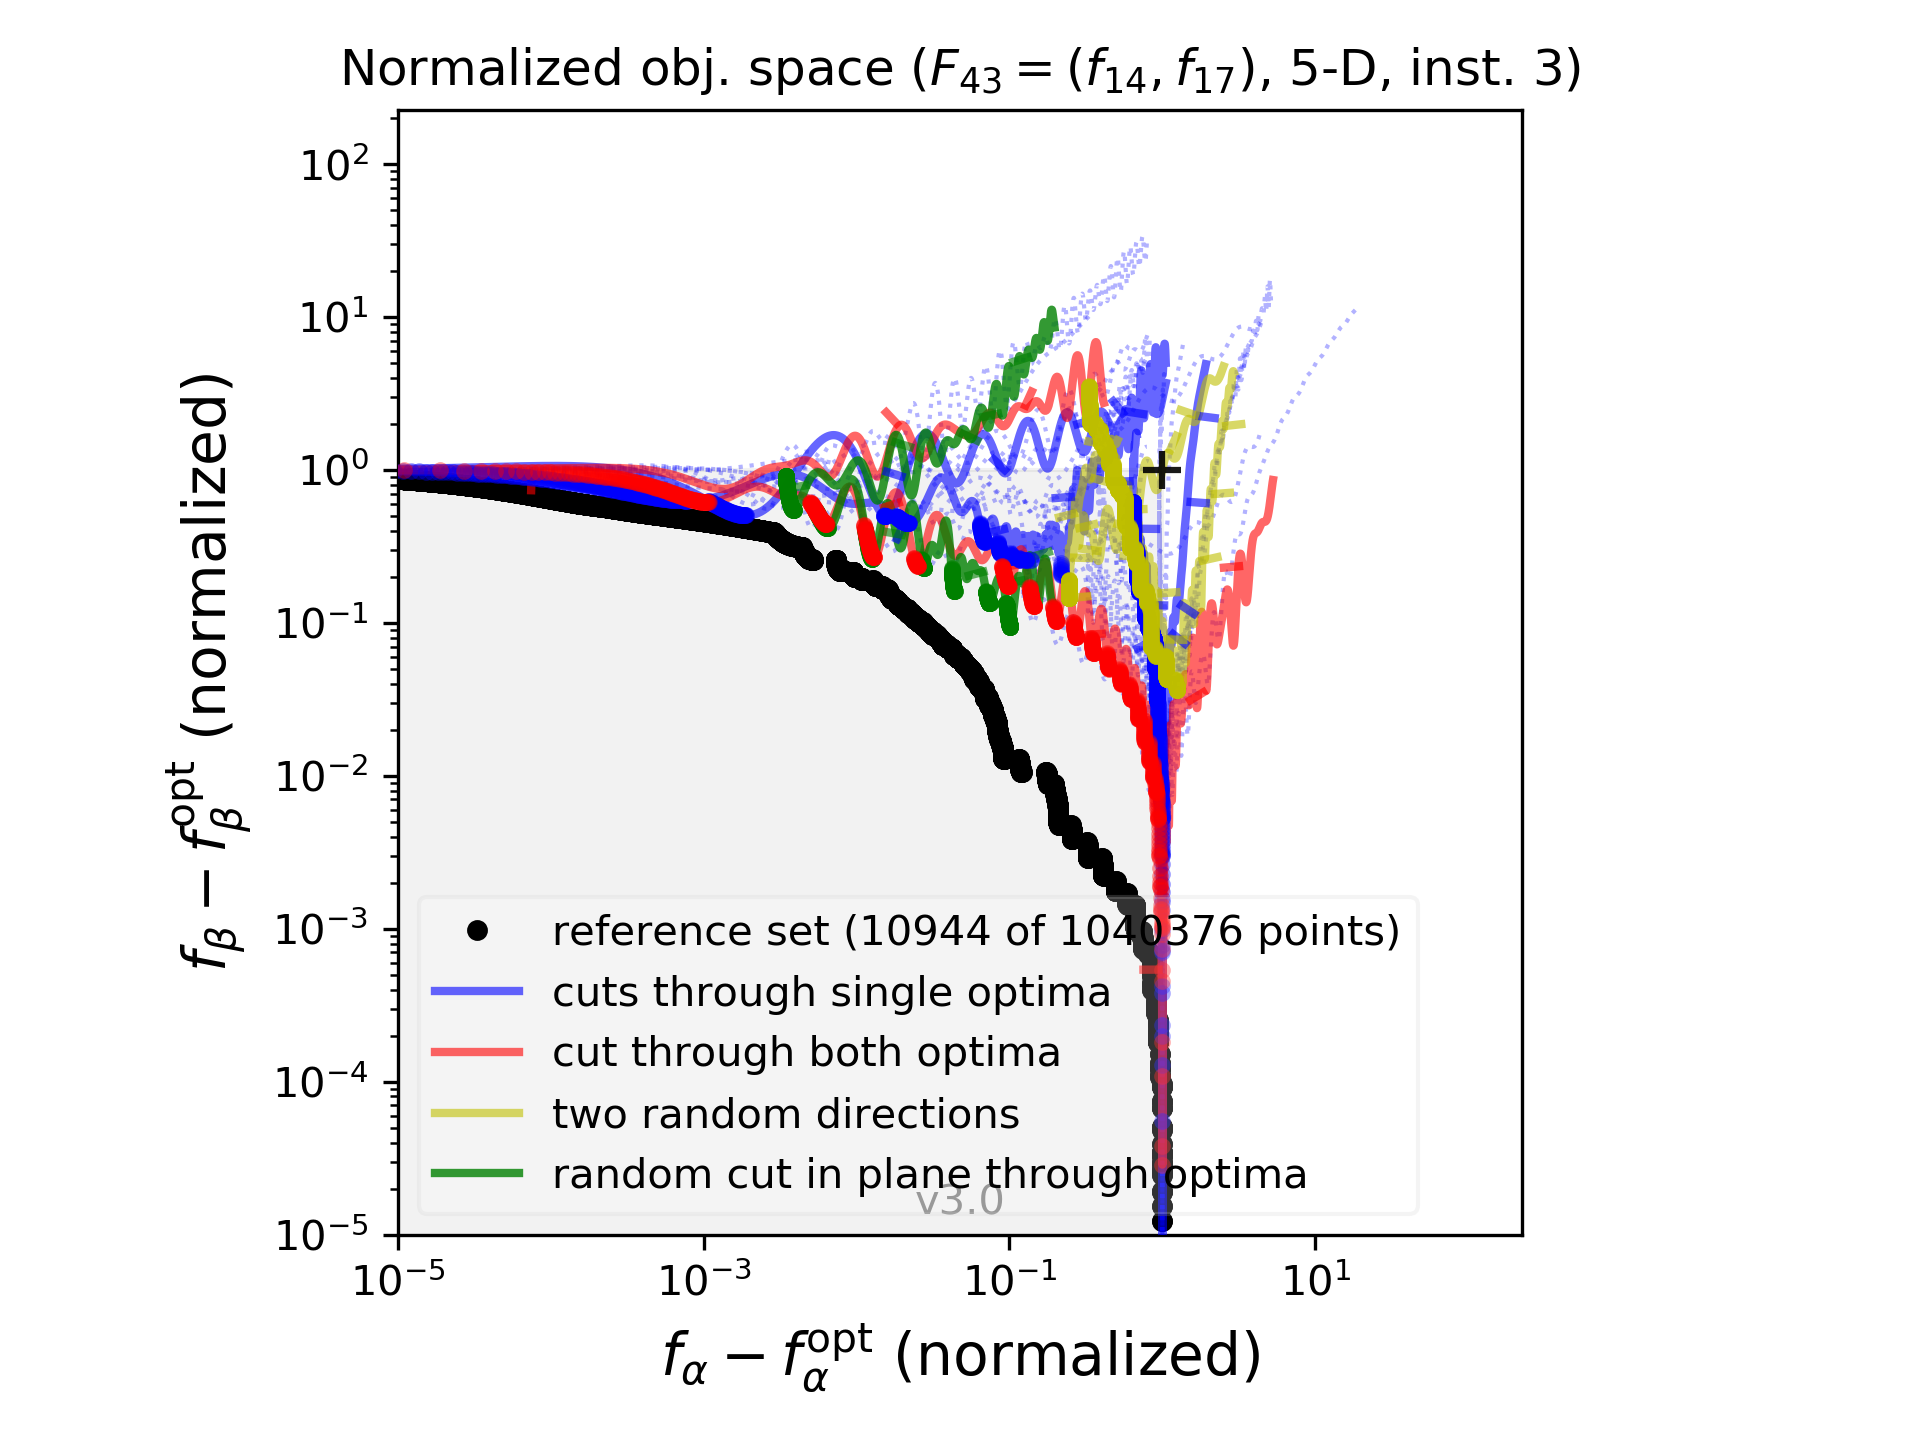 Normalized obj. space (F₄₃ = (f₁₄, f₁₇), 5-D, inst. 3)
10²
10¹
10⁰
10⁻¹
10⁻²
10⁻³
10⁻⁴
10⁻⁵
f_β − f_β^opt (normalized)
reference set (10944 of 1040376 points)
cuts through single optima
cut through both optima
two random directions
random cut in plane through optima
v3.0
10⁻⁵ 10⁻³ 10⁻¹ 10¹
f_α − f_α^opt (normalized)